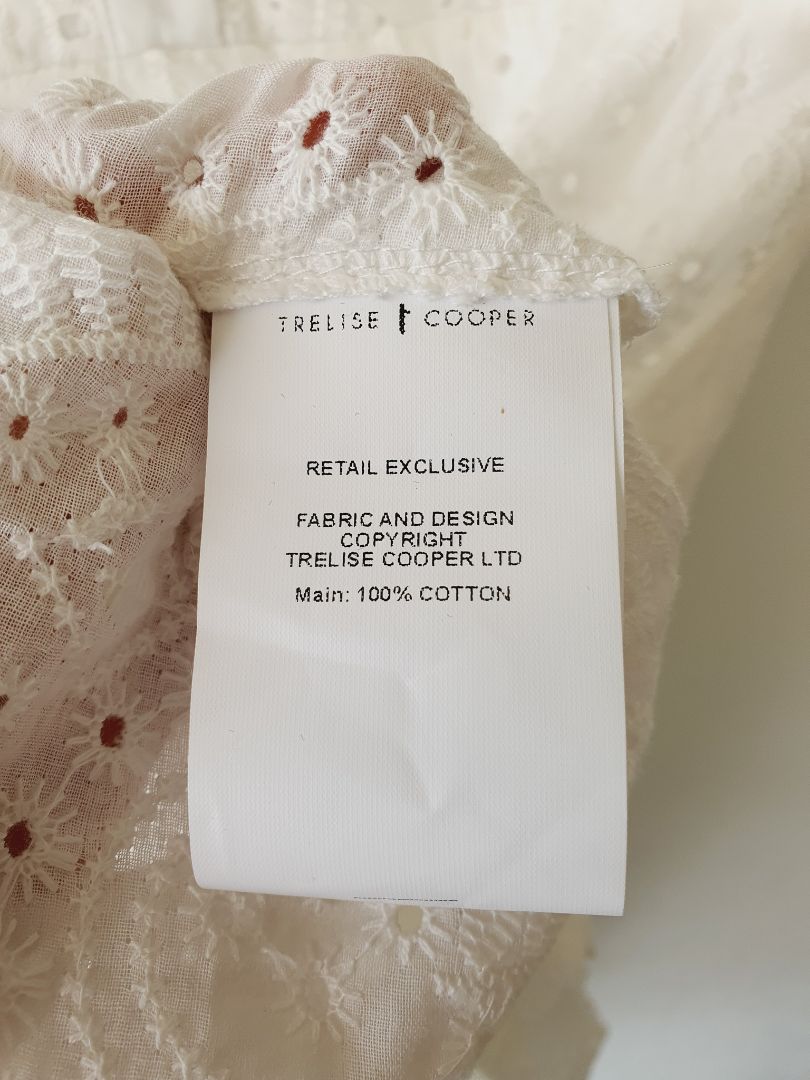 TRELISE t COOPER
RETAIL EXCLUSIVE
FABRIC AND DESIGN
COPYRIGHT
TRELISE COOPER LTD
Main: 100% COTTON